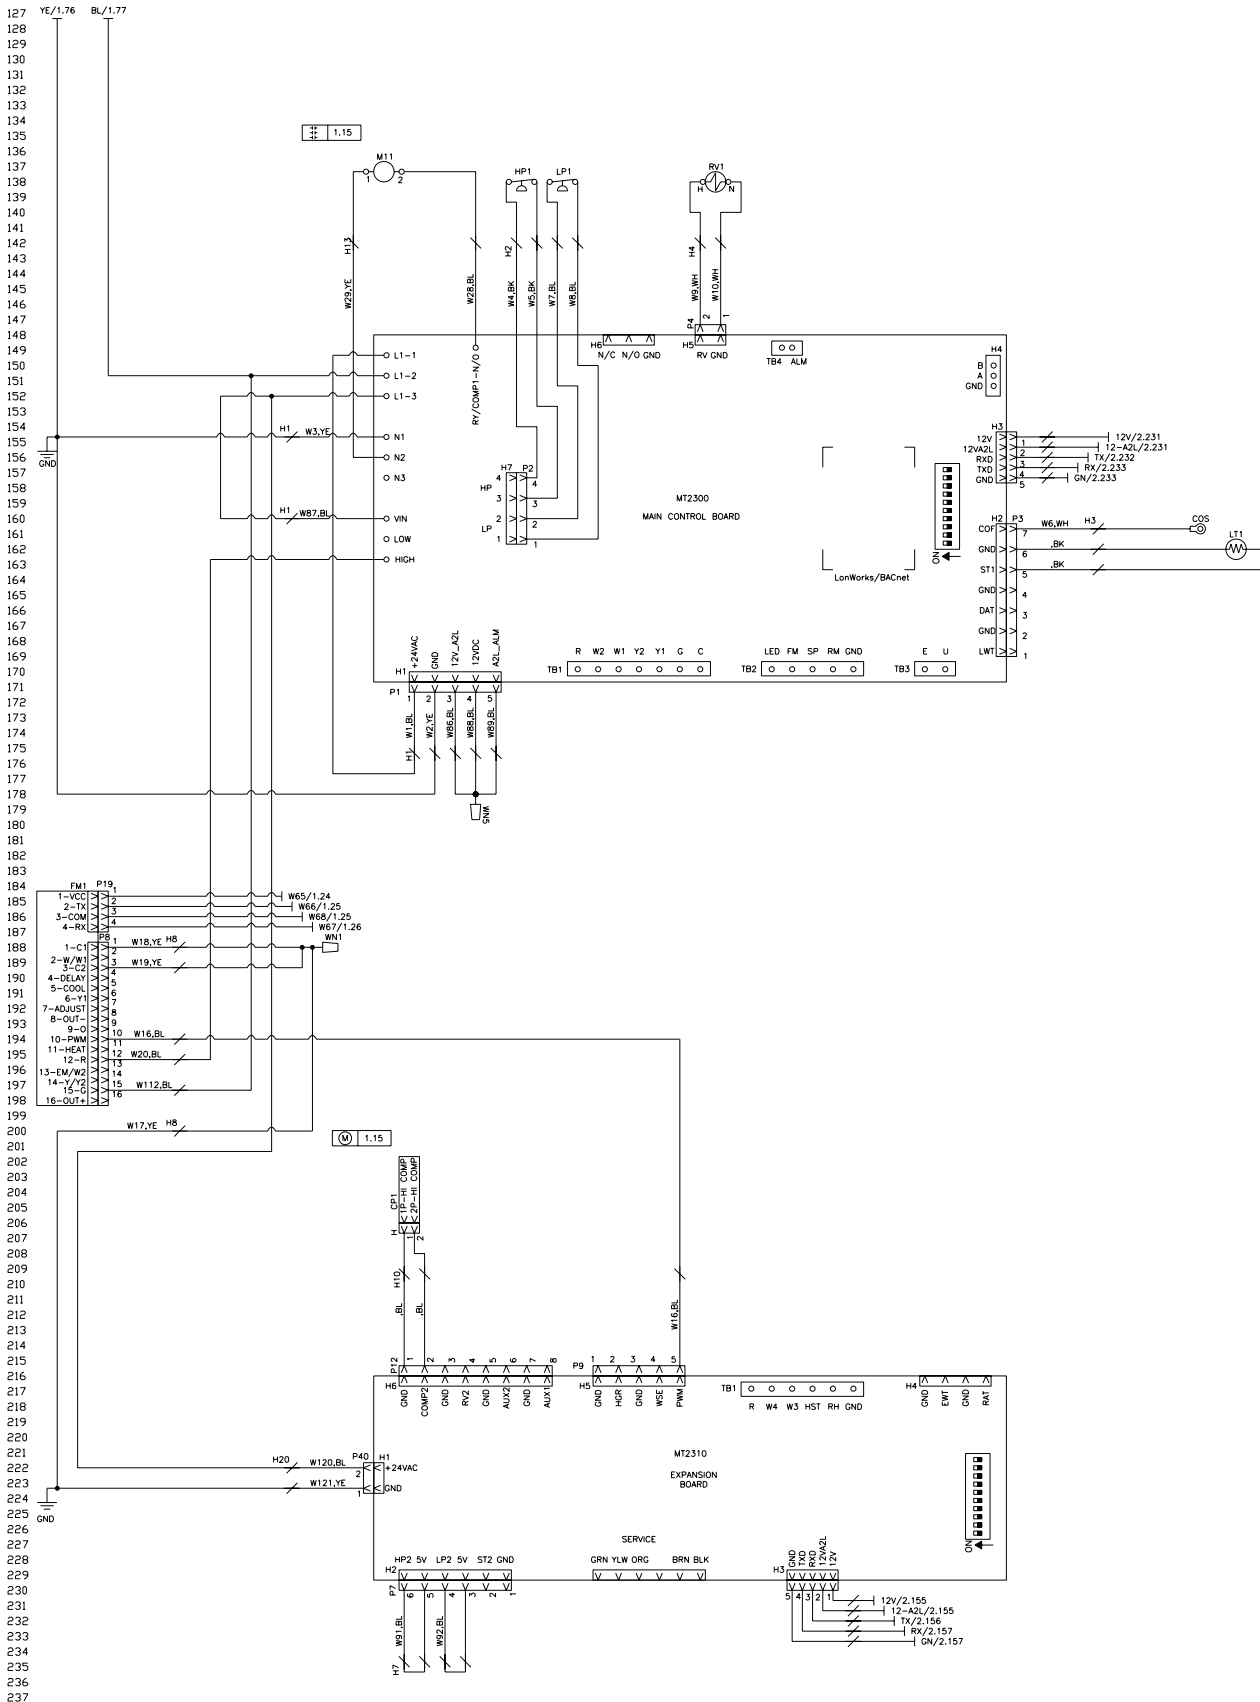 127 YE/1.76 BL/1.77
128
129
130
131
132
133
134
135 1.15
136
137 M11 HP1 LP1 RV1
138 1 2 H N
139
140
141
142 H13 H2 H4
143
144
145 W29,YE W28,BL W4,BK W5,BK W7,BL W8,BL W9,WH W10,WH
146
147 P4 2 1
148 H6 H5
149 L1-1 N/C N/O GND RV GND TB4 ALM H4
150 L1-2 RY/COMP1-N/O B
151 A
152 L1-3 GND
153
154 H1 W3,YE H3
155 N1 12V 1 12V/2.231
GND 12VA2L 2 12-A2L/2.231
156 N2 RXD 3 TX/2.232
157 N3 H7 P2 TXD 4 RX/2.233
158 HP 4 4 GND 5 GN/2.233
159 3 3 MT2300
160 H1 W87,BL VIN 2 2 MAIN CONTROL BOARD H2 P3
161 LOW LP 1 1 COF 7 W6,WH H3 COS
162 LT1
163 HIGH ON GND 6 ,BK
164 LonWorks/BACnet ST1 5 ,BK
165 GND 4
166 DAT 3
167 GND 2
168 +24VAC GND 12V_A2L 12VDC A2L_ALM LWT 1
169 R W2 W1 Y2 Y1 G C LED FM SP RM GND E U
170 H1 TB1 TB2 TB3
171 P1
172 1 2 3 4 5
173
174 W1,BL W2,YE W86,BL W88,BL W89,BL
175 H1
176
177
178
179 WN5
180
181
182
183
184 FM1 P19
185 1-VCC 1 W65/1.24
186 2-TX 2 W66/1.25
3-COM 3 W68/1.25
187 4-RX 4 W67/1.26
P8 WN1
188 1-C1 1 W18,YE H8
189 2-W/W1 2
3-C2 3 W19,YE
190 4-DELAY 4
191 5-COOL 5
6-Y1 6
192 7-ADJUST 7
193 8-OUT- 8
9-O 9
194 10-PWM 10 W16,BL
195 11-HEAT 11
12-R 12 W20,BL
196 13-EM/W2 13
197 14-Y/Y2 14
15-G 15 W112,BL
198 16-OUT+ 16
199
200 W17,YE H8 M 1.15
201
202
203
204 1P-HI COMP 2P-HI COMP
205 CP1
206
207 H 1 2
208
209
210 H10
211
212 ,BL ,BL W16,BL
213
214
215 P12 1 2 3 4 5 6 7 8 P9 1 2 3 4 5
216 H6 H5 H4
217 GND COMP2 GND RV2 GND AUX2 GND AUX1 GND HGR GND WSE PWM TB1 GND EWT GND RAT
218 R W4 W3 HST RH GND
219
220
221 P40 H1 MT2310
222 H20 W120,BL 2 +24VAC
223 W121,YE 1 GND EXPANSION
BOARD
224
225 GND
226
227 SERVICE ON
228 HP2 5V LP2 5V ST2 GND GRN YLW ORG BRN BLK GND TXD RXD 12VA2L 12V
229 H2 H3
230 P7 6 5 4 3 2 1 5 4 3 2 1
231 12V/2.155
12-A2L/2.155
232 W91,BL W92,BL TX/2.156
233 RX/2.157
GN/2.157
234
235 H7
236
237